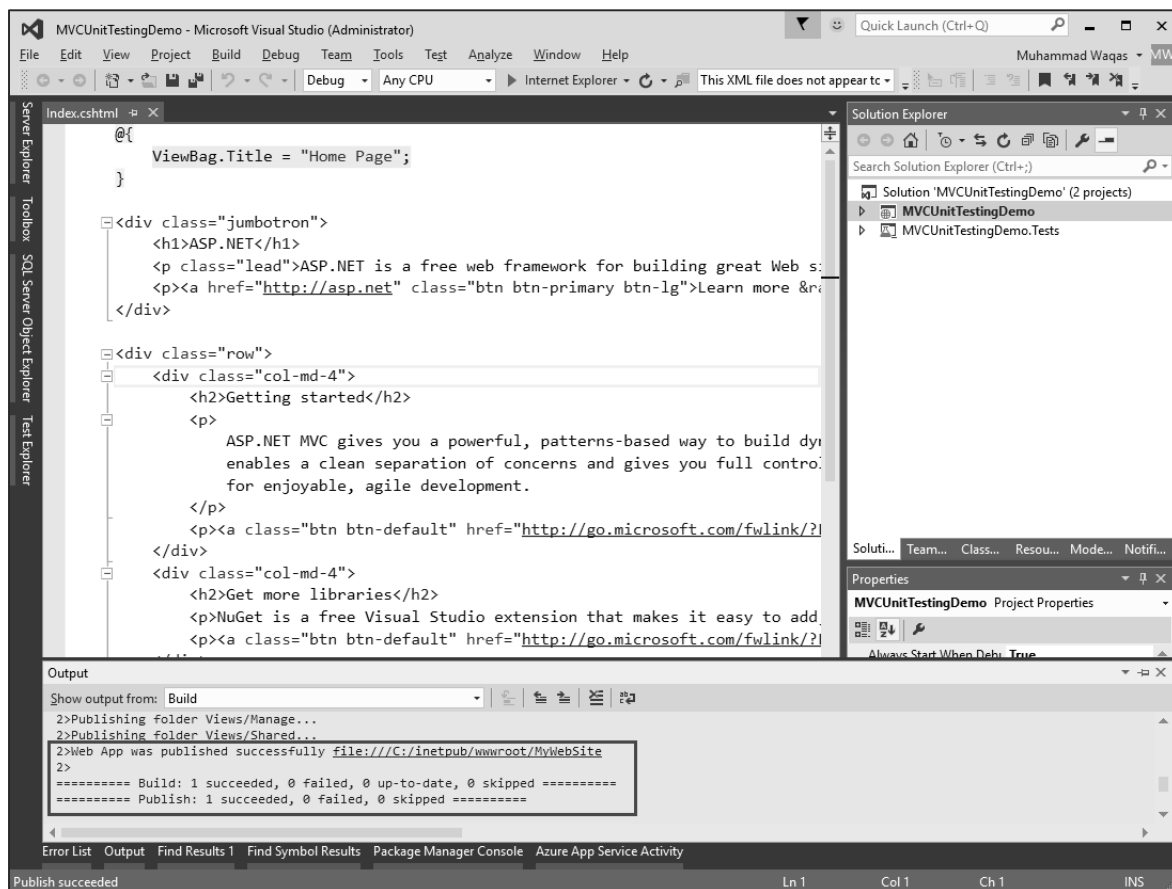 MVCUnitTestingDemo - Microsoft Visual Studio (Administrator)
Quick Launch (Ctrl+Q)
File Edit View Project Build Debug Team Tools Test Analyze Window Help
Muhammad Waqas MW
Debug Any CPU Internet Explorer This XML file does not appear tc
Server Explorer
Toolbox
SQL Server Object Explorer
Test Explorer
Index.cshtml
@{
ViewBag.Title = "Home Page";
}
<div class="jumbotron">
<h1>ASP.NET</h1>
<p class="lead">ASP.NET is a free web framework for building great Web si
<p><a href="http://asp.net" class="btn btn-primary btn-lg">Learn more &ra
</div>
<div class="row">
<div class="col-md-4">
<h2>Getting started</h2>
<p>
ASP.NET MVC gives you a powerful, patterns-based way to build dyn
enables a clean separation of concerns and gives you full control
for enjoyable, agile development.
</p>
<p><a class="btn btn-default" href="http://go.microsoft.com/fwlink/?
</div>
<div class="col-md-4">
<h2>Get more libraries</h2>
<p>NuGet is a free Visual Studio extension that makes it easy to add,
<p><a class="btn btn-default" href="http://go.microsoft.com/fwlink/?
Solution Explorer
Search Solution Explorer (Ctrl+;)
Solution 'MVCUnitTestingDemo' (2 projects)
MVCUnitTestingDemo
MVCUnitTestingDemo.Tests
Soluti... Team... Class... Resou... Mode... Notifi...
Properties
MVCUnitTestingDemo Project Properties
Always Start When Debu True
Output
Show output from: Build
2>Publishing folder Views/Manage...
2>Publishing folder Views/Shared...
2>Web App was published successfully file:///C:/inetpub/wwwroot/MyWebSite
2>
========== Build: 1 succeeded, 0 failed, 0 up-to-date, 0 skipped ==========
========== Publish: 1 succeeded, 0 failed, 0 skipped ==========
Error List Output Find Results 1 Find Symbol Results Package Manager Console Azure App Service Activity
Publish succeeded Ln 1 Col 1 Ch 1 INS